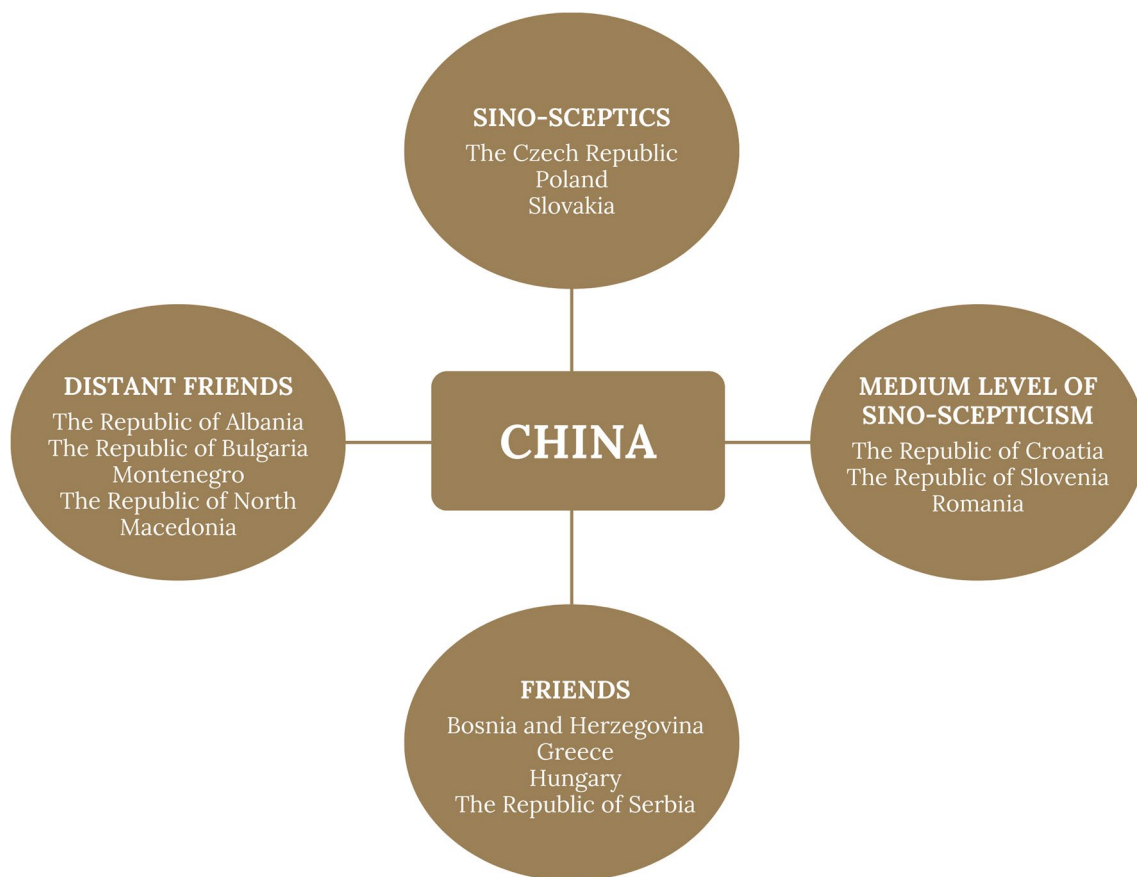 SINO-SCEPTICS
The Czech Republic
Poland
Slovakia
DISTANT FRIENDS
The Republic of Albania
The Republic of Bulgaria
Montenegro
The Republic of North
Macedonia
CHINA
MEDIUM LEVEL OF
SINO-SCEPTICISM
The Republic of Croatia
The Republic of Slovenia
Romania
FRIENDS
Bosnia and Herzegovina
Greece
Hungary
The Republic of Serbia